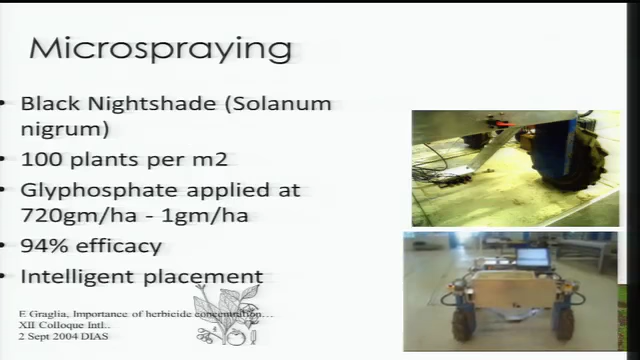 Microspraying
• Black Nightshade (Solanum
nigrum)
• 100 plants per m2
• Glyphosphate applied at
720gm/ha - 1gm/ha
• 94% efficacy
• Intelligent placement
E Graglia, Importance of herbicide concentration…
XII Colloque Intl..
2 Sept 2004 DIAS